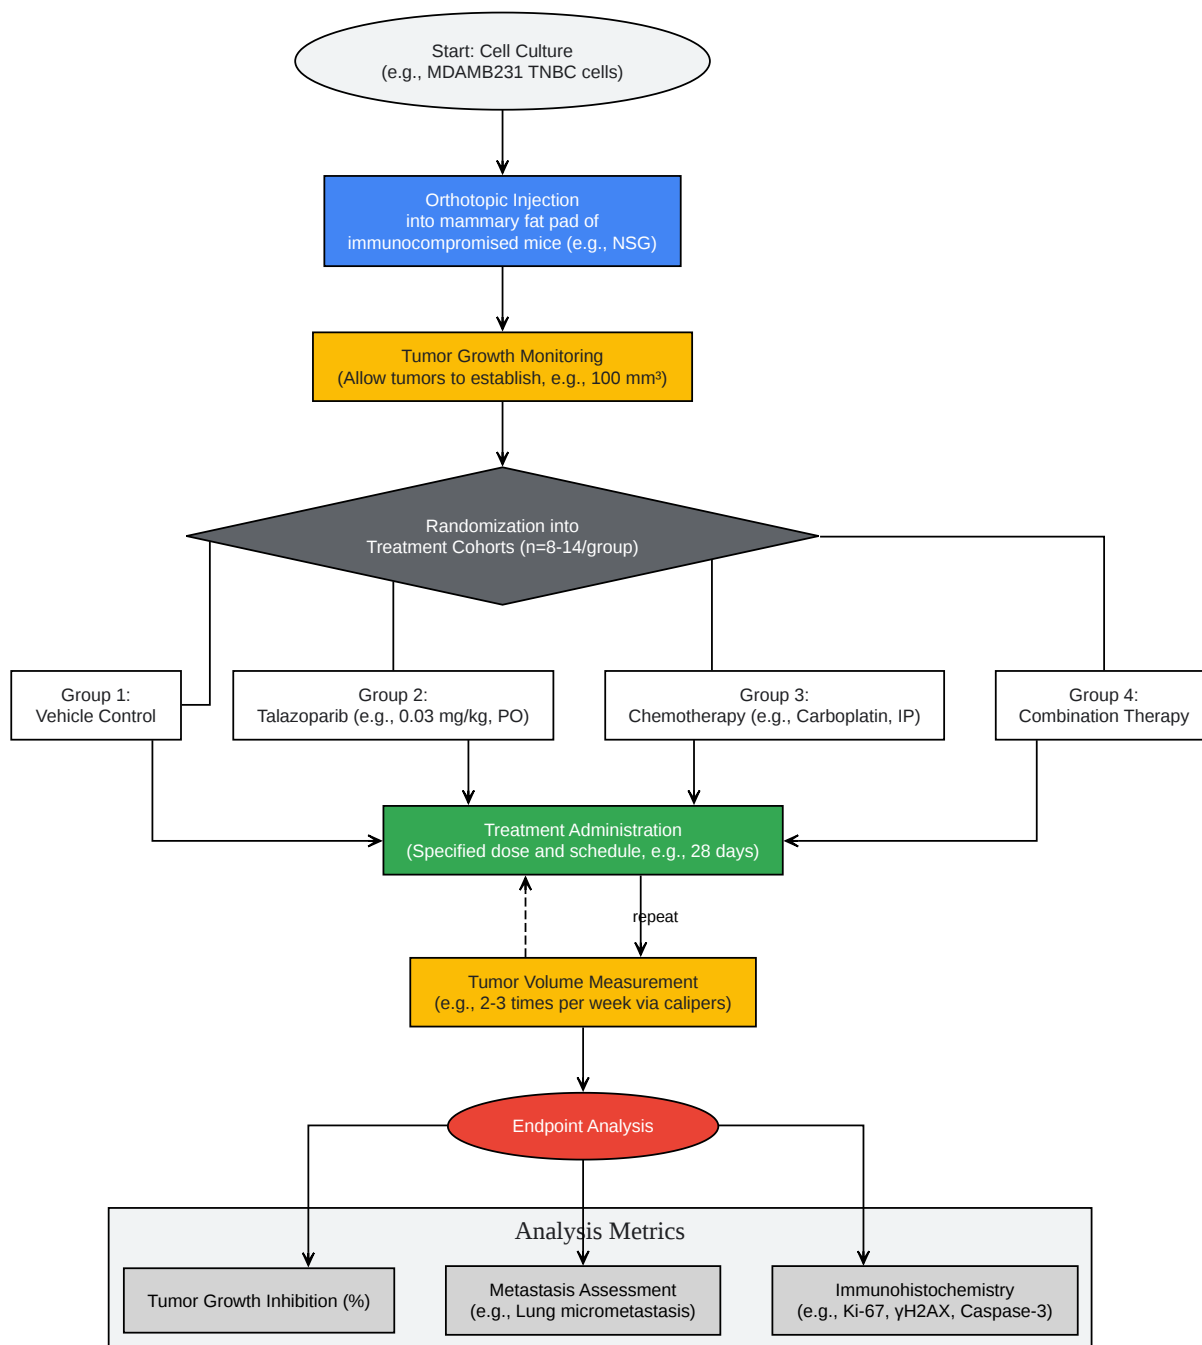 Start: Cell Culture
(e.g., MDAMB231 TNBC cells)
Orthotopic Injection
into mammary fat pad of
immunocompromised mice (e.g., NSG)
Tumor Growth Monitoring
(Allow tumors to establish, e.g., 100 mm³)
Randomization into
Treatment Cohorts (n=8-14/group)
Group 1:
Vehicle Control
Group 2:
Talazoparib (e.g., 0.03 mg/kg, PO)
Group 3:
Chemotherapy (e.g., Carboplatin, IP)
Group 4:
Combination Therapy
Treatment Administration
(Specified dose and schedule, e.g., 28 days)
repeat
Tumor Volume Measurement
(e.g., 2-3 times per week via calipers)
Endpoint Analysis
Analysis Metrics
Tumor Growth Inhibition (%)
Metastasis Assessment
(e.g., Lung micrometastasis)
Immunohistochemistry
(e.g., Ki-67, γH2AX, Caspase-3)